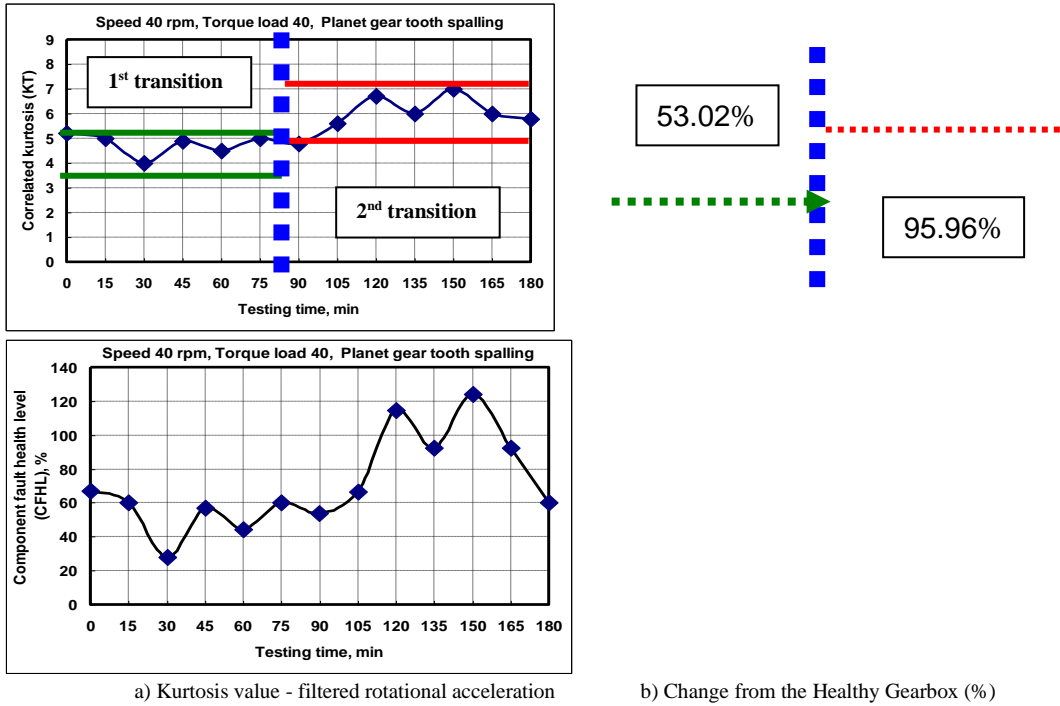 Speed 40 rpm, Torque load 40, Planet gear tooth spalling
Correlated kurtosis (KT)
9
8
7
6
5
4
3
2
1
0
1st transition
2nd transition
0 15 30 45 60 75 90 105 120 135 150 165 180
Testing time, min
53.02%
95.96%
Speed 40 rpm, Torque load 40, Planet gear tooth spalling
Component fault health level
(CFHL), %
140
120
100
80
60
40
20
0
0 15 30 45 60 75 90 105 120 135 150 165 180
Testing time, min
a) Kurtosis value - filtered rotational acceleration
b) Change from the Healthy Gearbox (%)